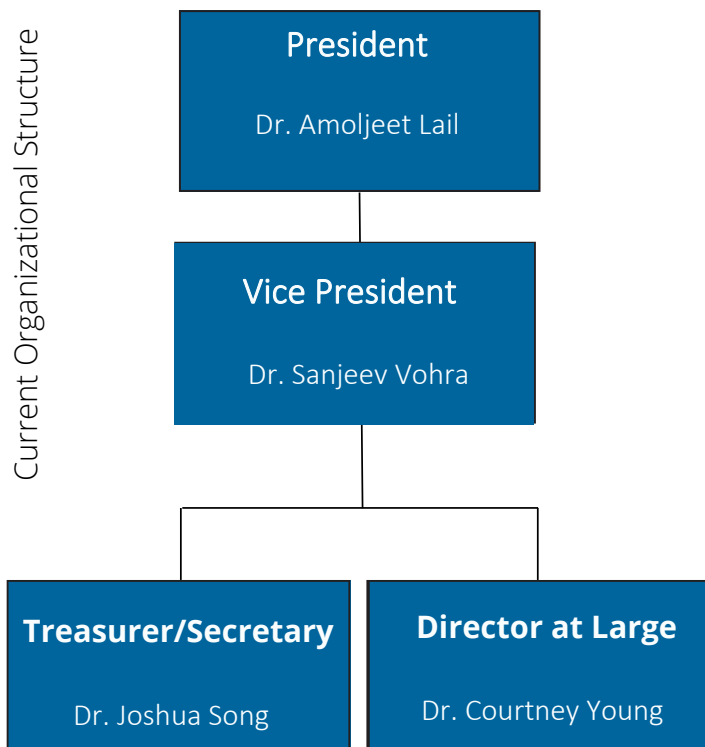 Current Organizational Structure
President
Dr. Amoljeet Lail
Vice President
Dr. Sanjeev Vohra
Treasurer/Secretary
Dr. Joshua Song
Director at Large
Dr. Courtney Young